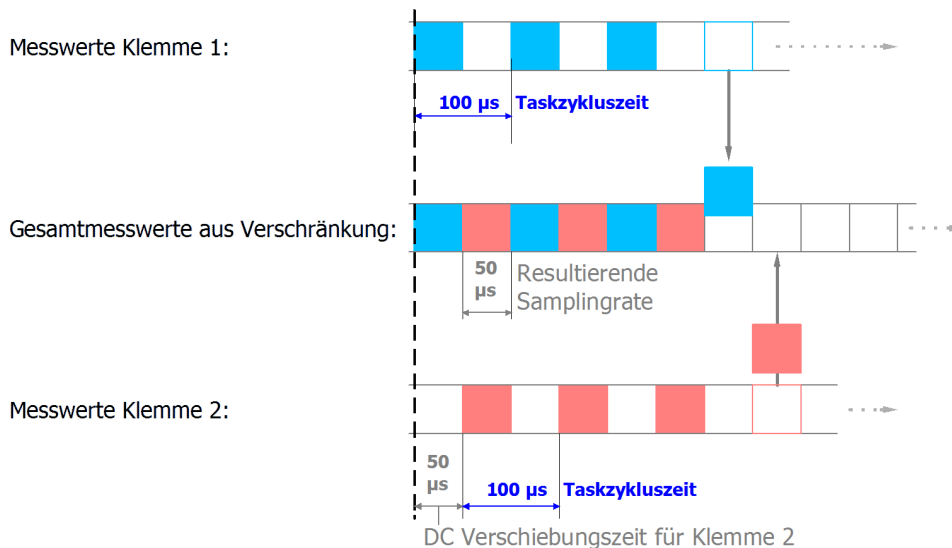 Messwerte Klemme 1:
100 µs Taskzykluszeit
Gesamtmesswerte aus Verschränkung:
50
µs
Resultierende
Samplingrate
Messwerte Klemme 2:
50
µs
100 µs Taskzykluszeit
DC Verschiebungszeit für Klemme 2